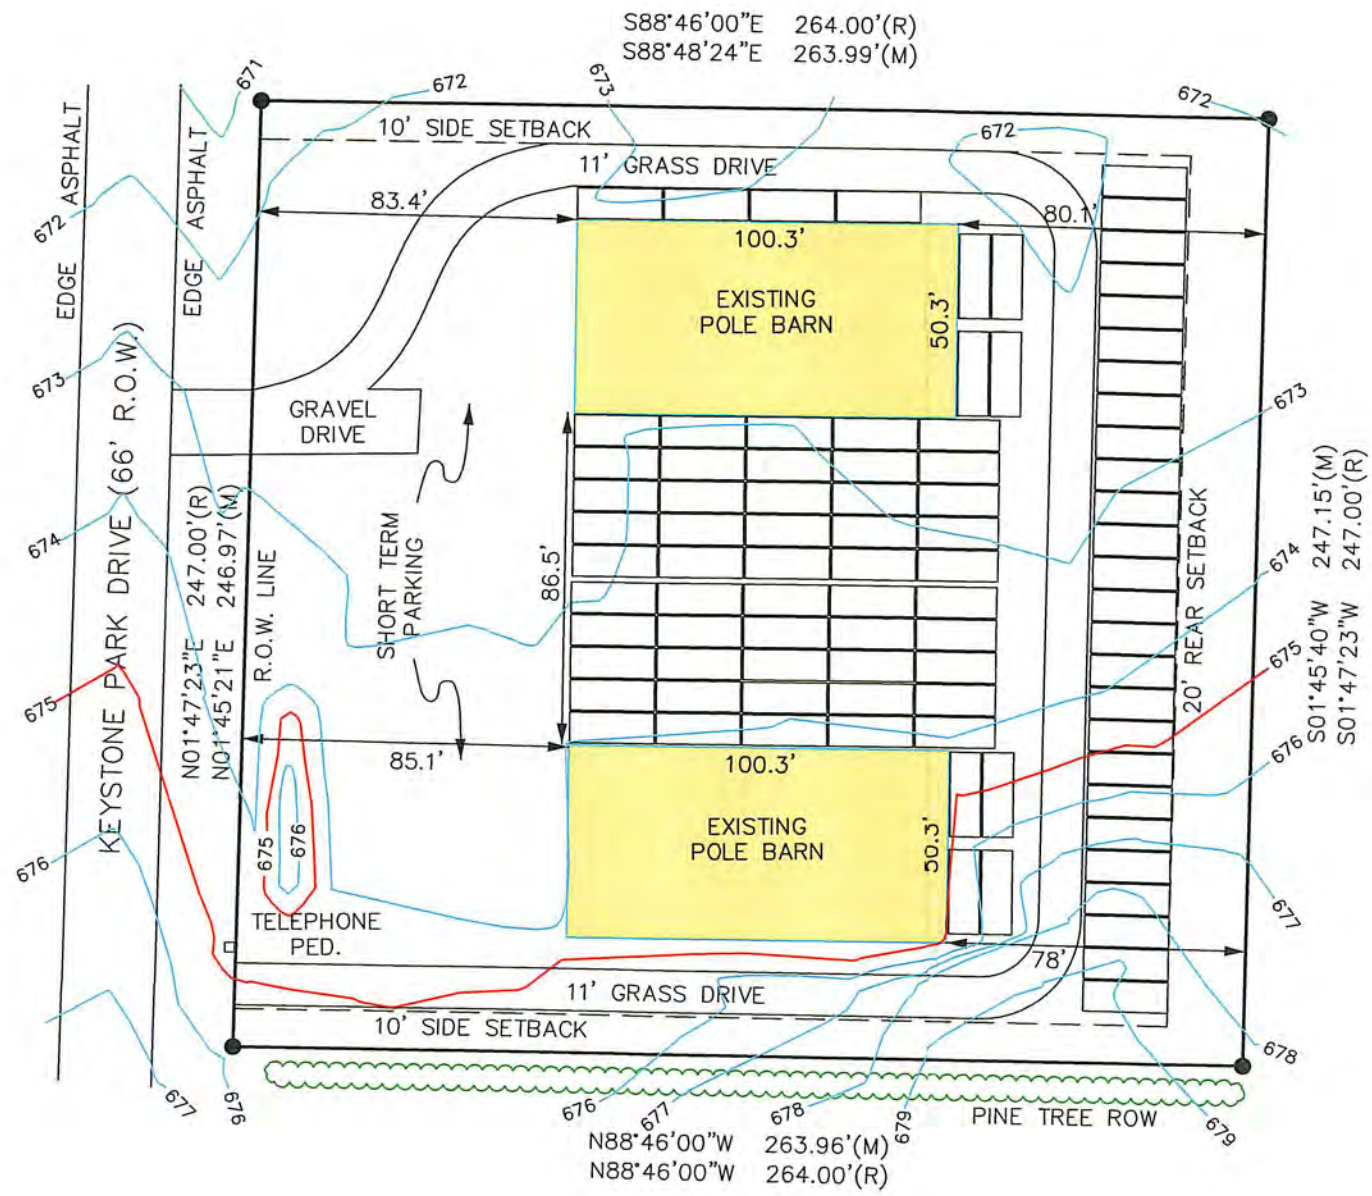 S88°46'00"E 264.00'(R)
S88°48'24"E 263.99'(M)
671
672
673
672
EDGE ASPHALT
EDGE ASPHALT
10' SIDE SETBACK
672
11' GRASS DRIVE
83.4'
80.1'
672
100.3'
EXISTING
POLE BARN
50.3'
673
GRAVEL
DRIVE
673
KEYSTONE PARK DRIVE (66' R.O.W.)
N01°47'23"E 247.00'(R)
N01°45'21"E 246.97'(M)
R.O.W. LINE
SHORT TERM
PARKING
86.5'
20' REAR SETBACK
S01°45'40"W 247.15'(M)
S01°47'23"W 247.00'(R)
674
674
675
675
676
85.1'
100.3'
EXISTING
POLE BARN
50.3'
675
676
676
677
TELEPHONE
PED.
78'
11' GRASS DRIVE
10' SIDE SETBACK
678
677
676
676
677
678
679
PINE TREE ROW
679
N88°46'00"W 263.96'(M)
N88°46'00"W 264.00'(R)